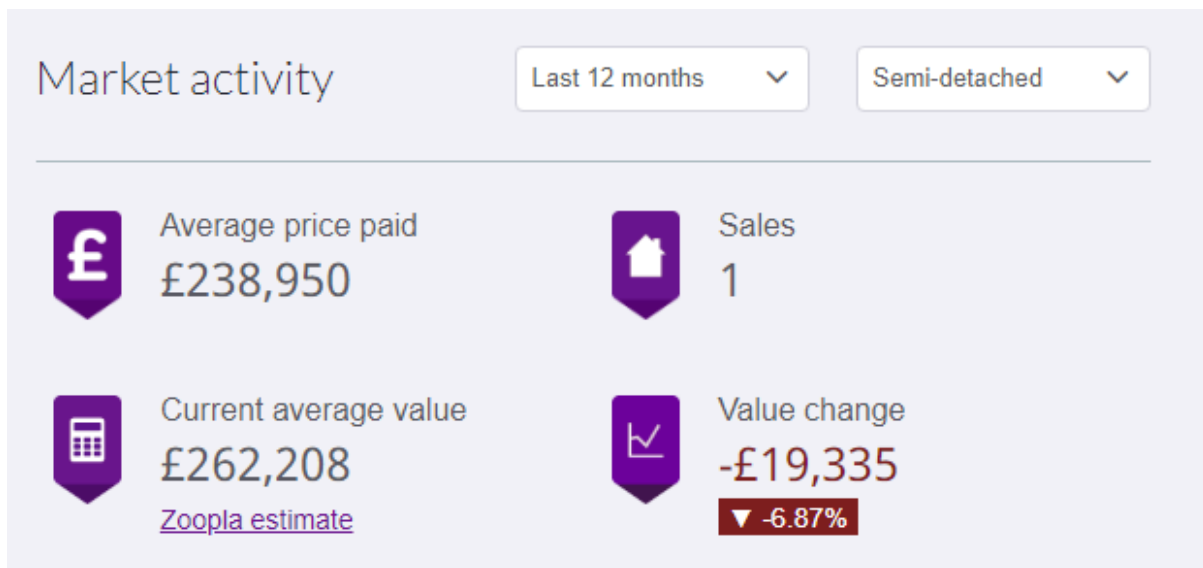 Market activity
Last 12 months
Semi-detached
£
Average price paid
£238,950
Sales
1
Current average value
£262,208
Zoopla estimate
Value change
-£19,335
▼ -6.87%